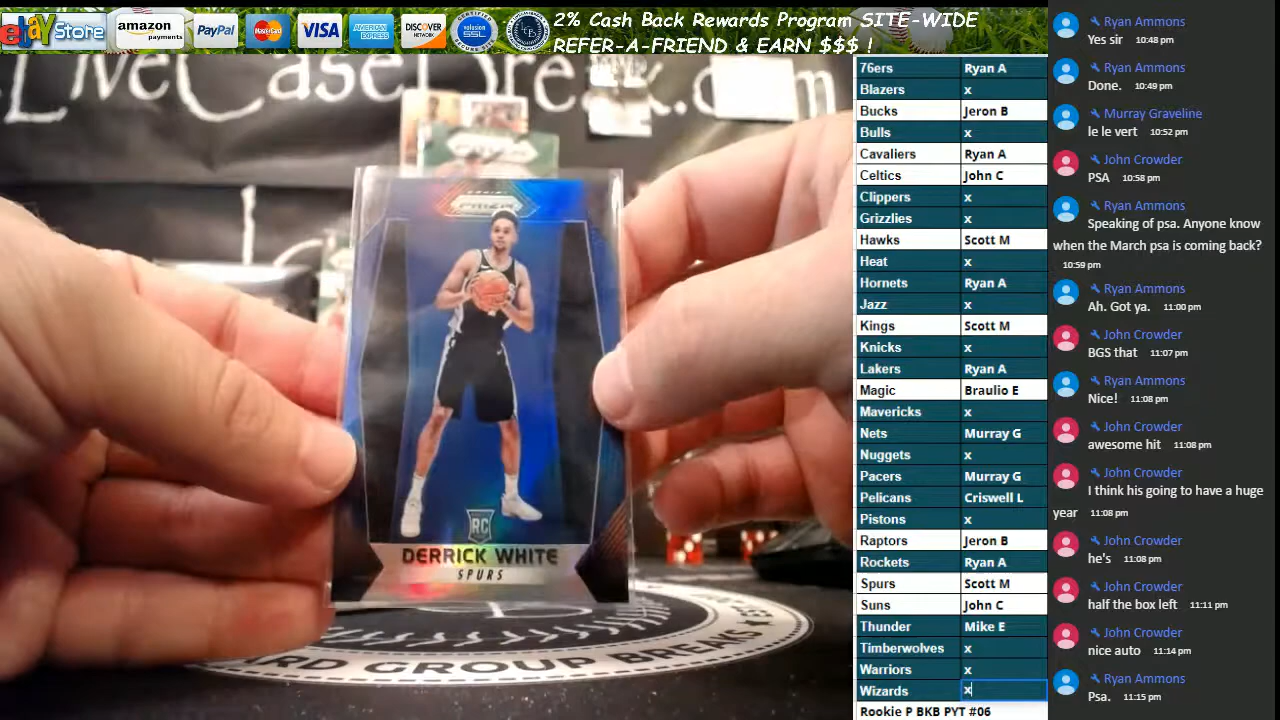 ebay Store
amazon
payments
PayPal
MasterCard
VISA
AMERICAN
EXPRESS
DISCOVER
NETWORK
SSL
2% Cash Back Rewards Program SITE-WIDE
REFER-A-FRIEND & EARN $$$ !
LiveCaseBreak.com
PRIZM
RC
DERRICK WHITE
SPURS
ARD GROUP BREAKS
76ers Ryan A
Blazers x
Bucks Jeron B
Bulls x
Cavaliers Ryan A
Celtics John C
Clippers x
Grizzlies x
Hawks Scott M
Heat x
Hornets Ryan A
Jazz x
Kings Scott M
Knicks x
Lakers Ryan A
Magic Braulio E
Mavericks x
Nets Murray G
Nuggets x
Pacers Murray G
Pelicans Criswell L
Pistons x
Raptors Jeron B
Rockets Ryan A
Spurs Scott M
Suns John C
Thunder Mike E
Timberwolves x
Warriors x
Wizards x
Rookie P BKB PYT #06
Ryan Ammons
Yes sir 10:48 pm
Ryan Ammons
Done. 10:49 pm
Murray Graveline
le le vert 10:52 pm
John Crowder
PSA 10:58 pm
Ryan Ammons
Speaking of psa. Anyone know
when the March psa is coming back?
10:59 pm
Ryan Ammons
Ah. Got ya. 11:00 pm
John Crowder
BGS that 11:07 pm
Ryan Ammons
Nice! 11:08 pm
John Crowder
awesome hit 11:08 pm
John Crowder
I think his going to have a huge
year 11:08 pm
John Crowder
he's 11:08 pm
John Crowder
half the box left 11:11 pm
John Crowder
nice auto 11:14 pm
Ryan Ammons
Psa. 11:15 pm